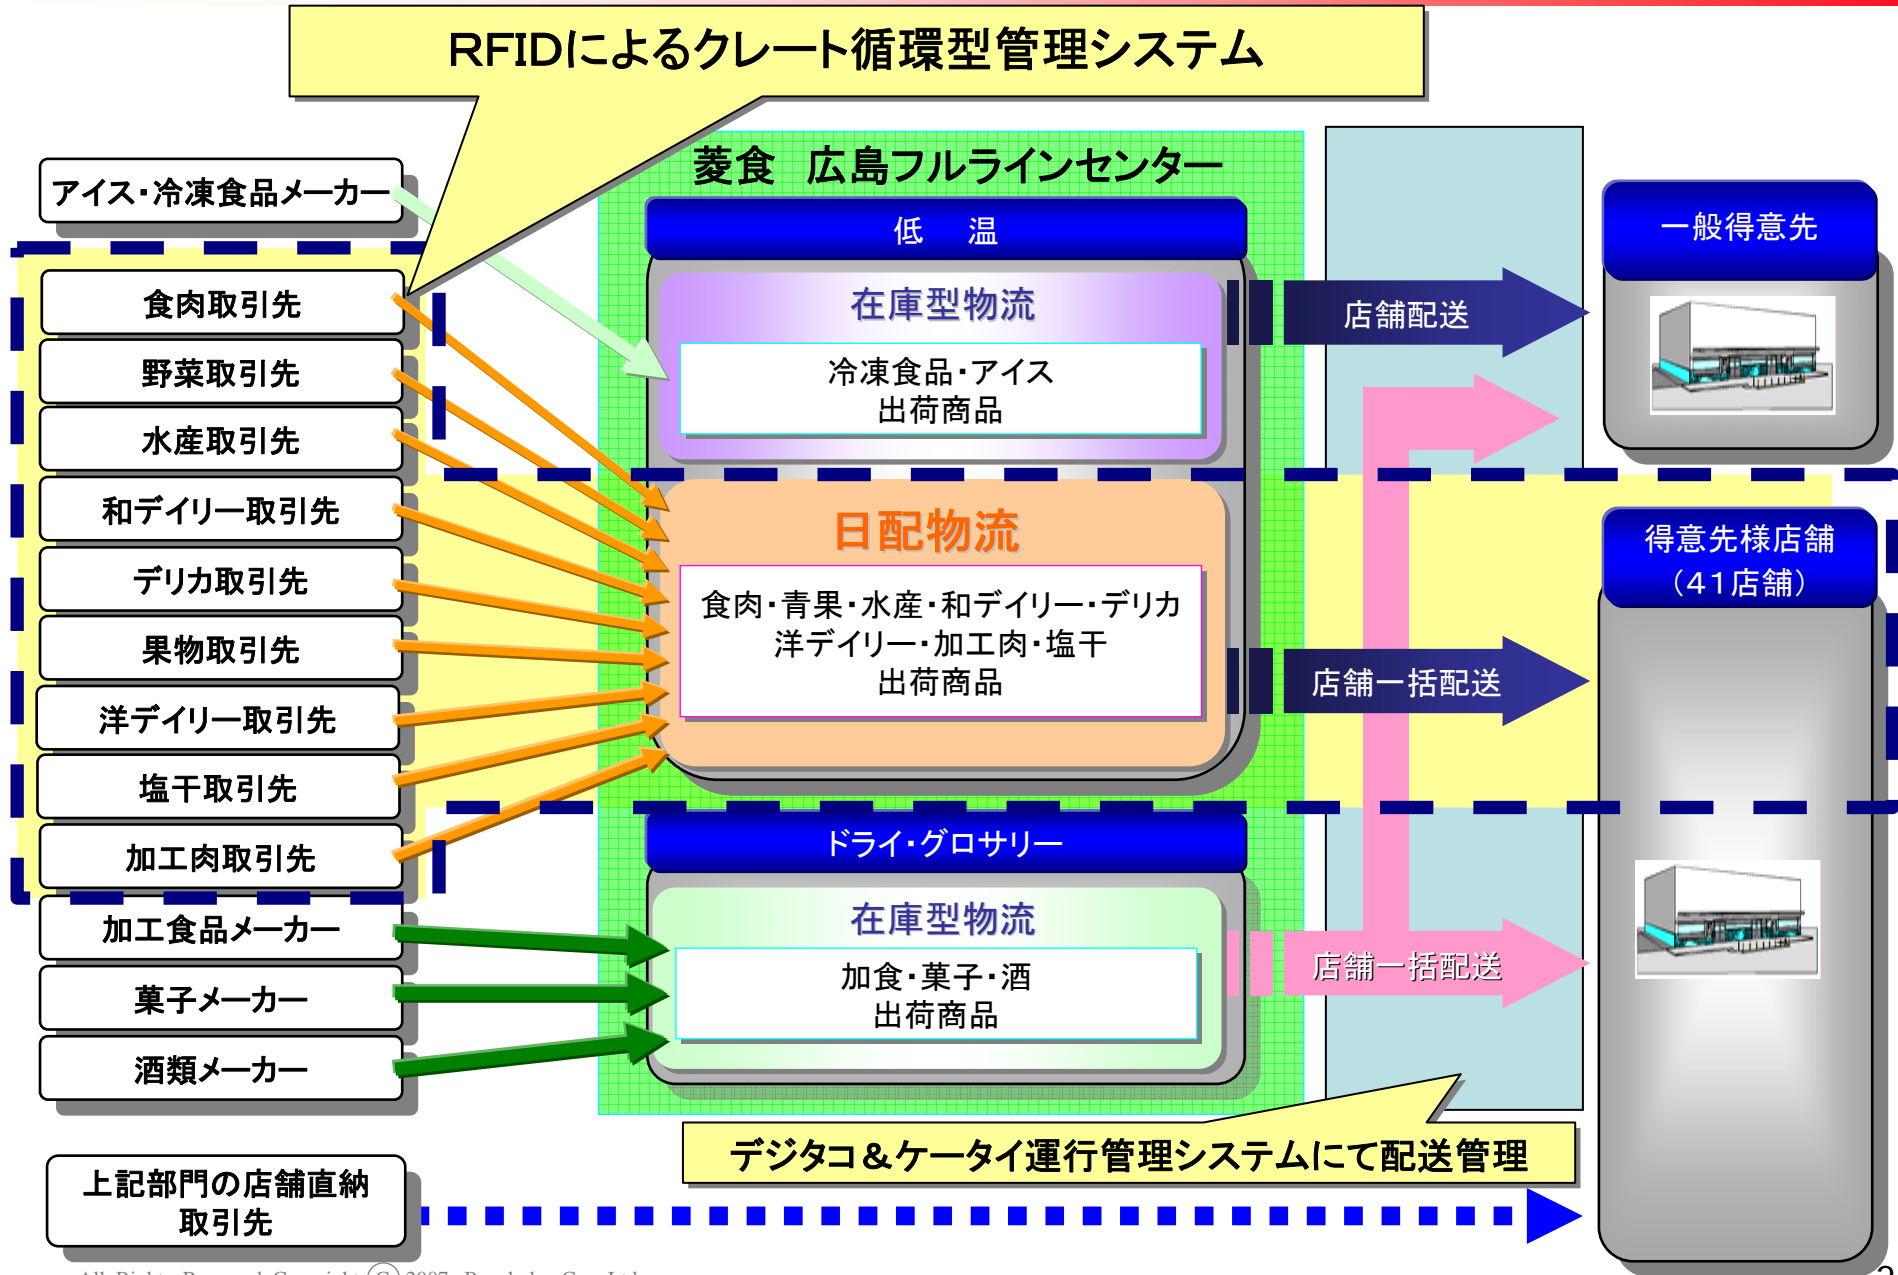 RFIDによるクレート循環型管理システム
菱食 広島フルラインセンター
アイス・冷凍食品メーカー
食肉取引先
野菜取引先
水産取引先
和デイリー取引先
デリカ取引先
果物取引先
洋デイリー取引先
塩干取引先
加工肉取引先
加工食品メーカー
菓子メーカー
酒類メーカー
上記部門の店舗直納
取引先
低 温
在庫型物流
冷凍食品・アイス
出荷商品
日配物流
食肉・青果・水産・和デイリー・デリカ
洋デイリー・加工肉・塩干
出荷商品
ドライ・グロサリー
在庫型物流
加食・菓子・酒
出荷商品
店舗配送
店舗一括配送
店舗一括配送
一般得意先
得意先様店舗
（41店舗）
デジタコ＆ケータイ運行管理システムにて配送管理